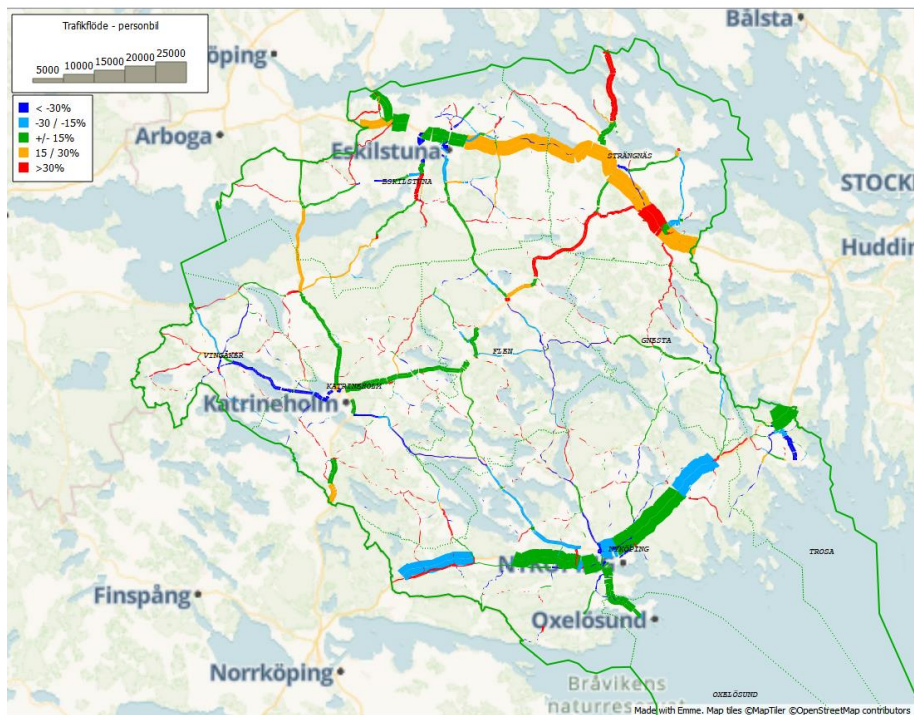 Trafikflöde - personbil
5000 10000 15000 20000 25000
< -30%
-30 / -15%
+/- 15%
15 / 30%
>30%
Bålsta
öping
Arboga
Eskilstuna
ESKILSTUNA
STRÄNGNÄS
STOCK
Huddin
VINGÅKER
FLEN
GNESTA
KATRINEHOLM
Katrineholm
NYKÖPING
TROSA
Finspång
Oxelösund
Norrköping
Bråvikens
naturreservat
OXELÖSUND
Made with Emme. Map tiles ©MapTiler ©OpenStreetMap contributors